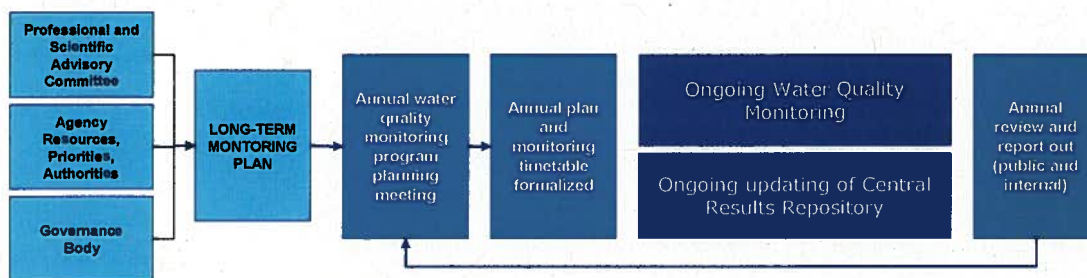 Professional and
Scientific
Advisory
Committee
Agency
Resources,
Priorities,
Authorities
Governance
Body
LONG-TERM
MONTORING
PLAN
Annual water
quality
monitoring
program
planning
meeting
Annual plan
and
monitoring
timetable
formalized
Ongoing Water Quality
Monitoring
Ongoing updating of Central
Results Repository
Annual
review and
report out
(public and
internal)